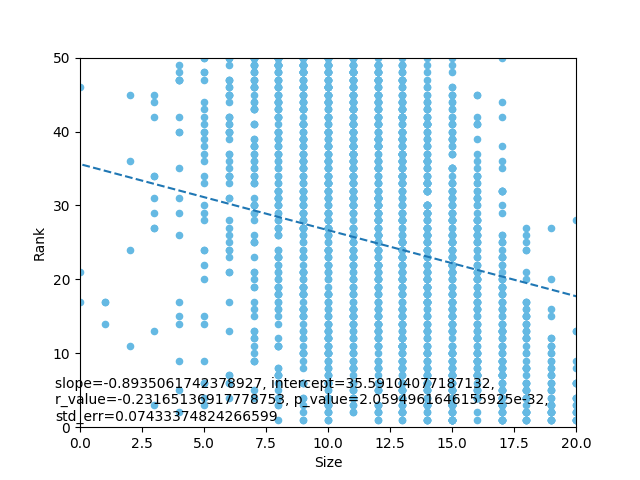 50
40
30
20
10
0
Rank
slope=-0.8935061742378927, intercept=35.59104077187132,
r_value=-0.23165136917778753, p_value=2.0594961646155925e-32,
std_err=0.07433374824266599
0.0 2.5 5.0 7.5 10.0 12.5 15.0 17.5 20.0
Size